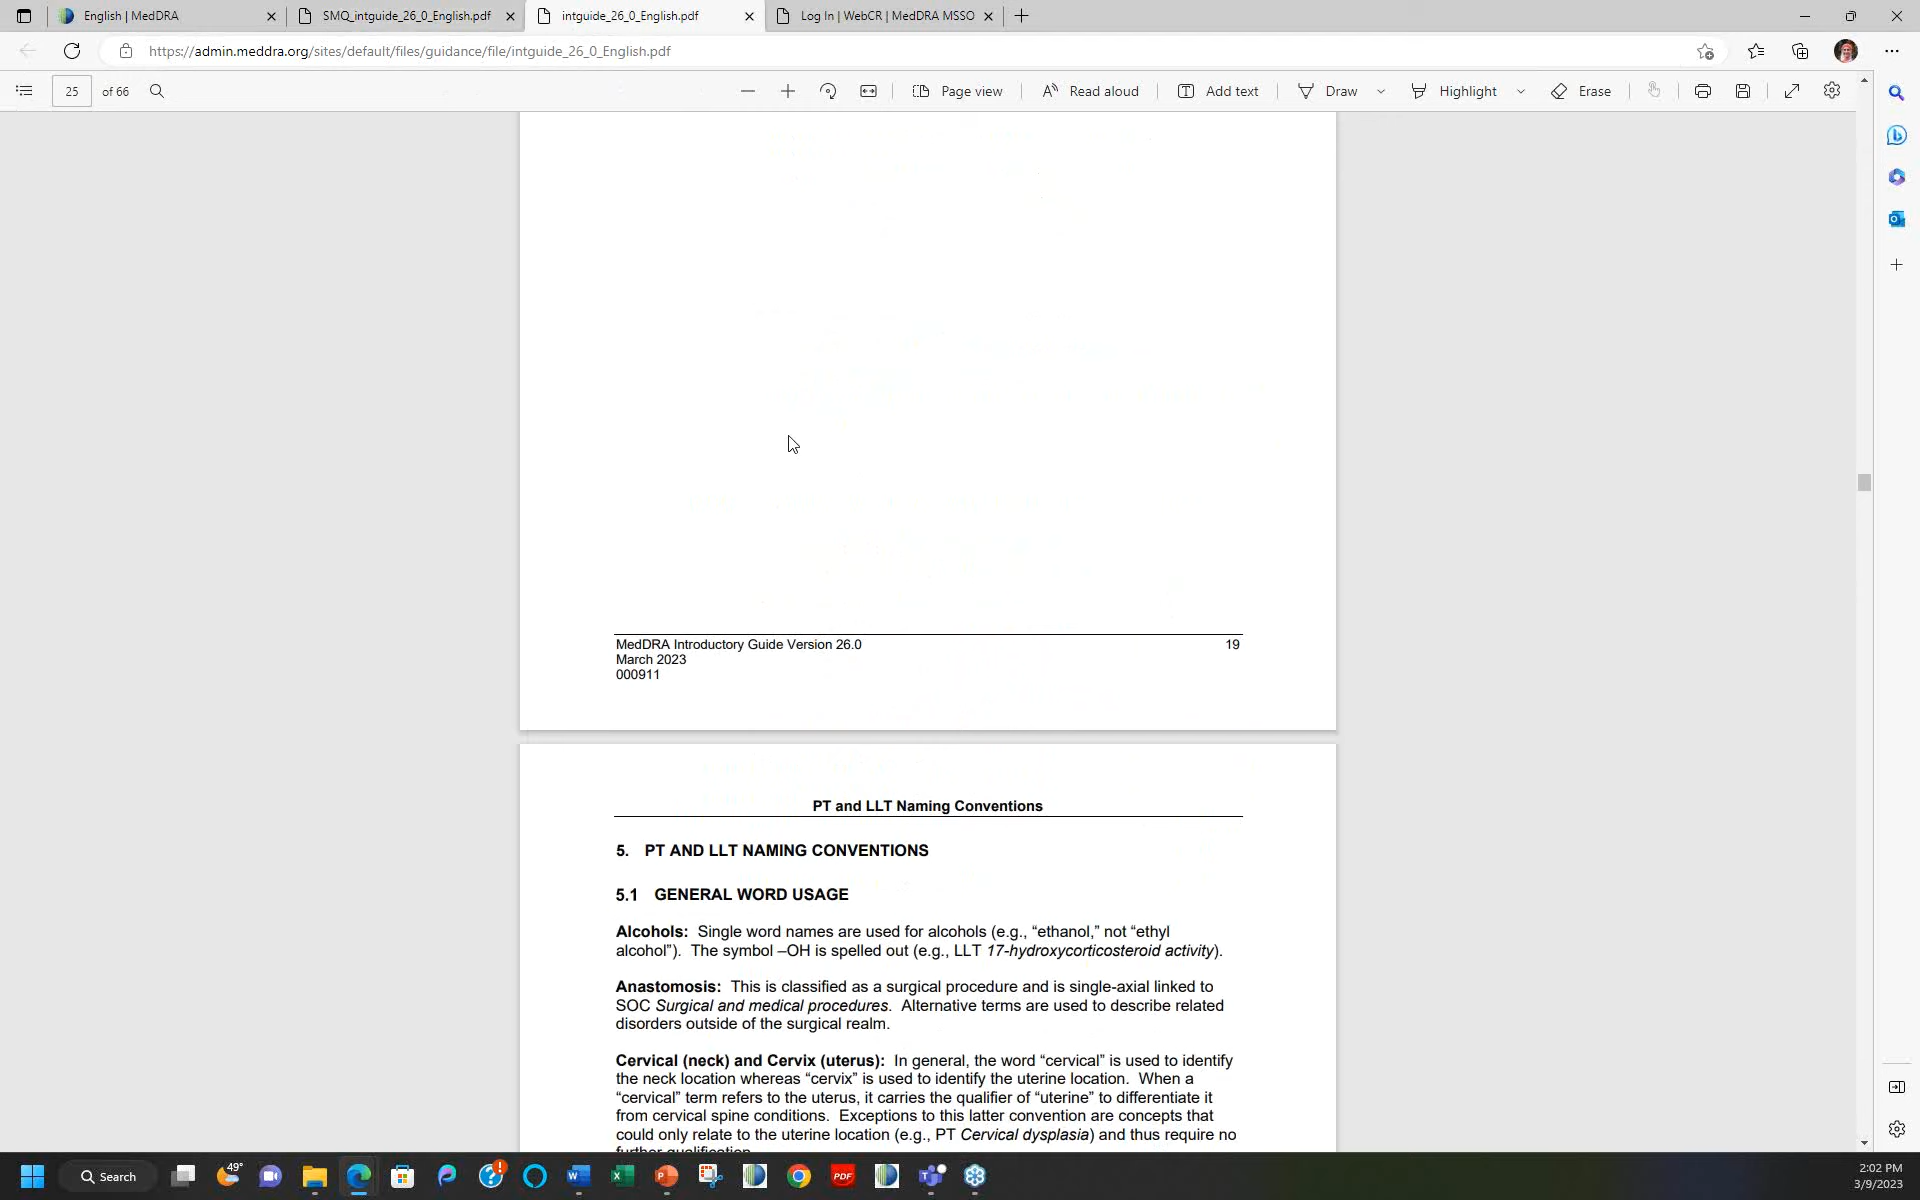 English | MedDRA
SMQ_intguide_26_0_English.pdf
intguide_26_0_English.pdf
Log In | WebCR | MedDRA MSSO
https://admin.meddra.org/sites/default/files/guidance/file/intguide_26_0_English.pdf
25 of 66
Page view
Read aloud
Add text
Draw
Highlight
Erase
MedDRA Introductory Guide Version 26.0 19
March 2023
000911
PT and LLT Naming Conventions
5. PT AND LLT NAMING CONVENTIONS
5.1 GENERAL WORD USAGE
Alcohols: Single word names are used for alcohols (e.g., “ethanol,” not “ethyl
alcohol”). The symbol –OH is spelled out (e.g., LLT 17-hydroxycorticosteroid activity).
Anastomosis: This is classified as a surgical procedure and is single-axial linked to
SOC Surgical and medical procedures. Alternative terms are used to describe related
disorders outside of the surgical realm.
Cervical (neck) and Cervix (uterus): In general, the word “cervical” is used to identify
the neck location whereas “cervix” is used to identify the uterine location. When a
“cervical” term refers to the uterus, it carries the qualifier of “uterine” to differentiate it
from cervical spine conditions. Exceptions to this latter convention are concepts that
could only relate to the uterine location (e.g., PT Cervical dysplasia) and thus require no
further qualification.
Search
49°
PDF
2:02 PM
3/9/2023